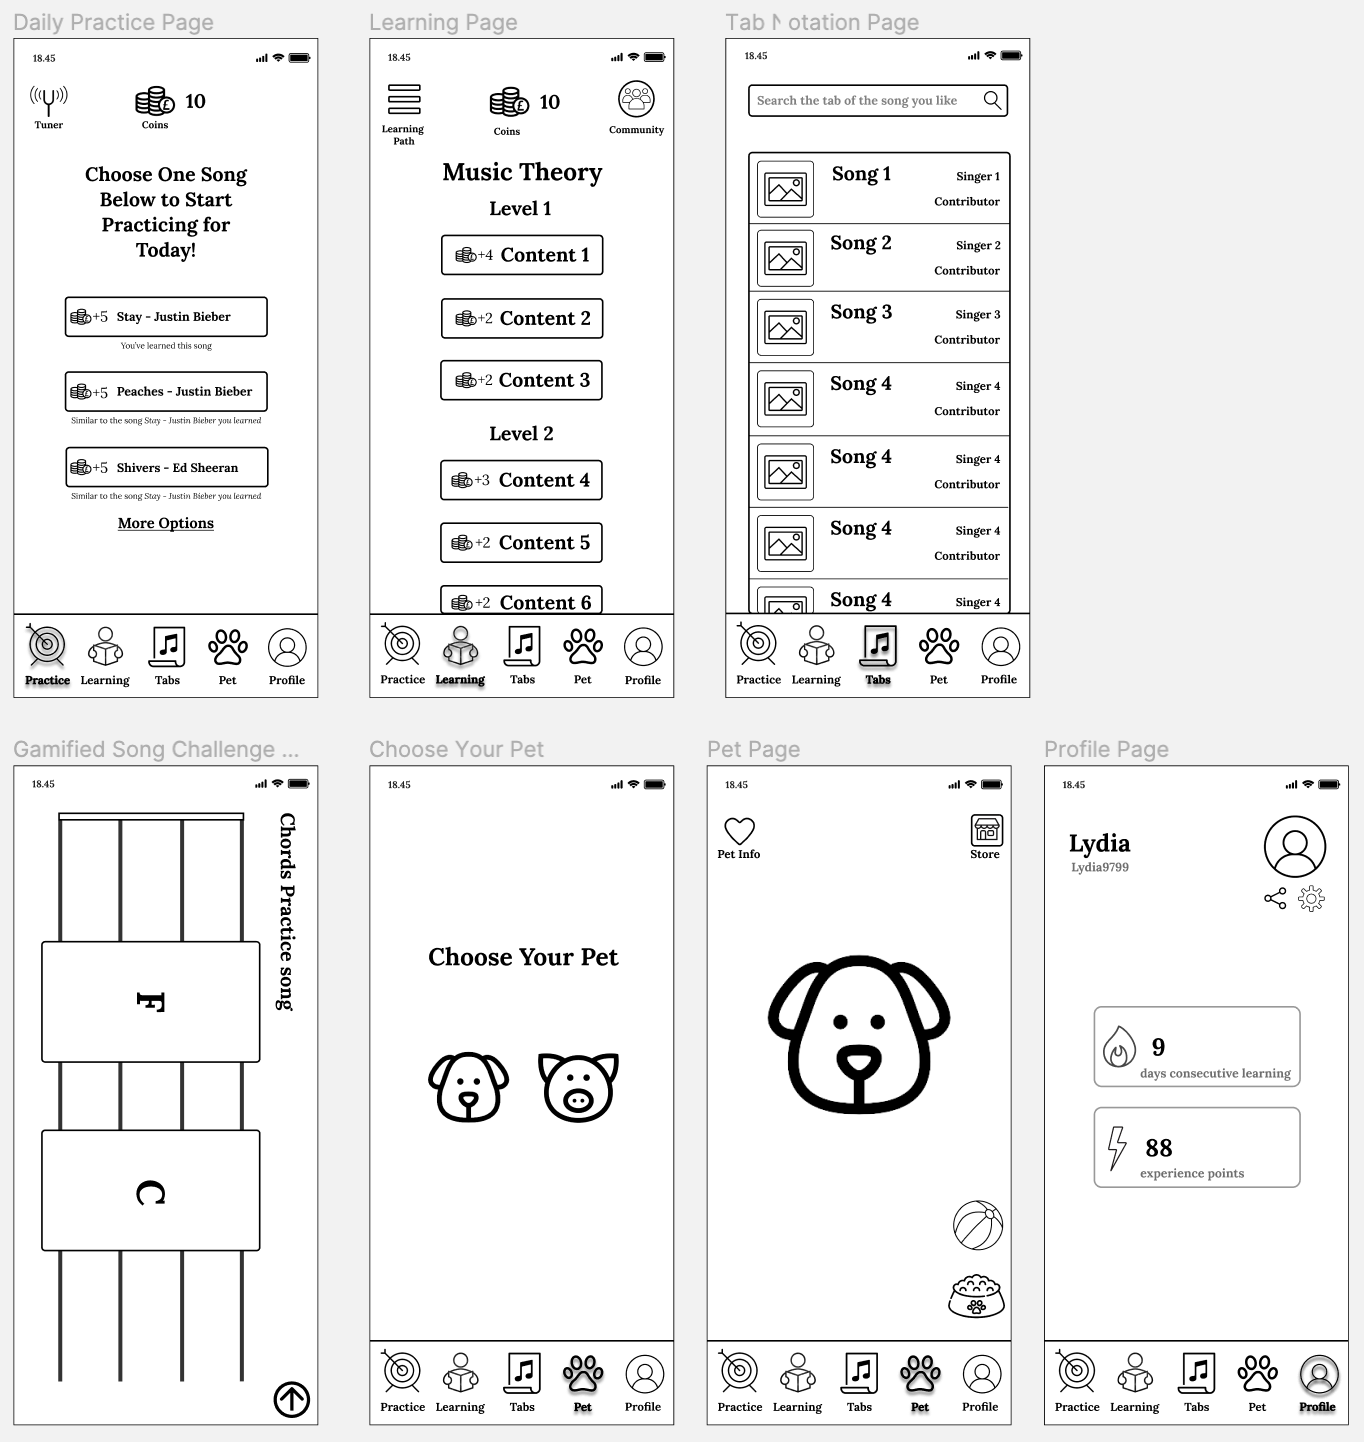 Daily Practice Page
18.45
10
Tuner
Coins
Choose One Song
Below to Start
Practicing for
Today!
+5 Stay - Justin Bieber
You've learned this song
+5 Peaches - Justin Bieber
Similar to the song Stay - Justin Bieber you learned
+5 Shivers - Ed Sheeran
Similar to the song Stay - Justin Bieber you learned
More Options
Practice Learning Tabs Pet Profile
Learning Page
18.45
10
Learning
Path
Coins
Community
Music Theory
Level 1
+4 Content 1
+2 Content 2
+2 Content 3
Level 2
+3 Content 4
+2 Content 5
+2 Content 6
Practice Learning Tabs Pet Profile
Tab Notation Page
18.45
Search the tab of the song you like
Song 1 Singer 1
Contributor
Song 2 Singer 2
Contributor
Song 3 Singer 3
Contributor
Song 4 Singer 4
Contributor
Song 4 Singer 4
Contributor
Song 4 Singer 4
Contributor
Song 4 Singer 4
Practice Learning Tabs Pet Profile
Gamified Song Challenge ...
18.45
Chords Practice song
F
C
Choose Your Pet
18.45
Choose Your Pet
Practice Learning Tabs Pet Profile
Pet Page
18.45
Pet Info
Store
Practice Learning Tabs Pet Profile
Profile Page
18.45
Lydia
Lydia9799
9
days consecutive learning
88
experience points
Practice Learning Tabs Pet Profile